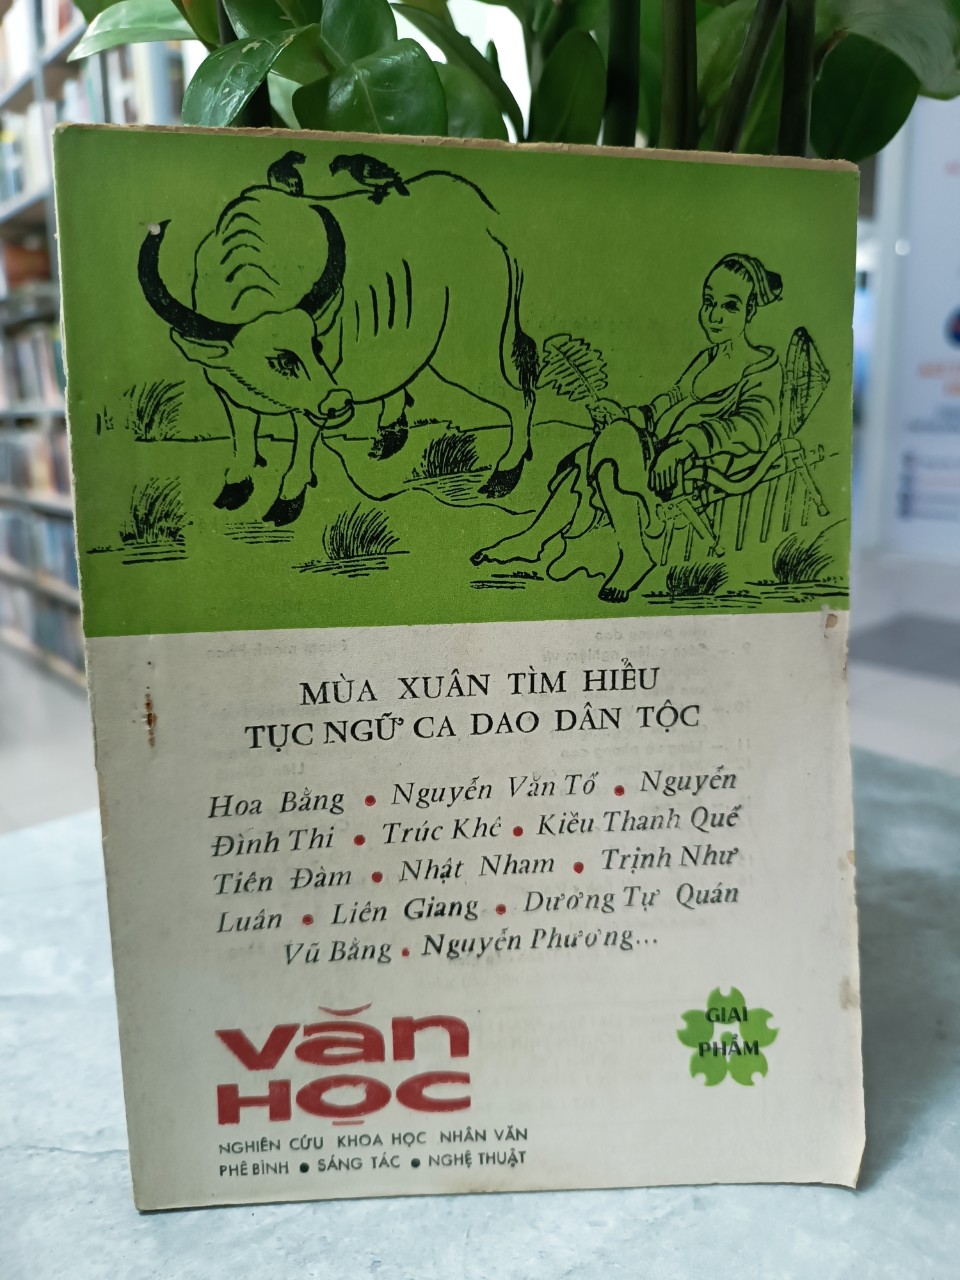 MÙA XUÂN TÌM HIỂU
TỤC NGỮ CA DAO DÂN TỘC
Hoa Bằng • Nguyễn Văn Tố • Nguyễn
Đình Thi • Trúc Khê • Kiều Thanh Quế
Tiên Đàm • Nhật Nham • Trịnh Như
Luân • Liên Giang • Dương Tự Quán
Vũ Bằng • Nguyễn Phương...
văn
HỌC
GIAI
PHẨM
NGHIÊN CỨU KHOA HỌC NHÂN VĂN
PHÊ BÌNH • SÁNG TÁC • NGHỆ THUẬT